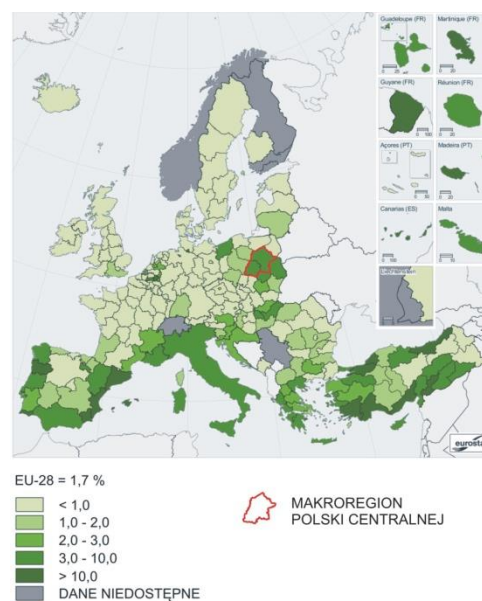 Guadeloupe (FR)
Martinique (FR)
Guyane (FR)
Réunion (FR)
Açores (PT)
Madeira (PT)
Canarias (ES)
Malta
Liechtenstein
eurostat
EU-28 = 1,7 %
< 1,0
1,0 - 2,0
2,0 - 3,0
3,0 - 10,0
> 10,0
DANE NIEDOSTĘPNE
MAKROREGION
POLSKI CENTRALNEJ